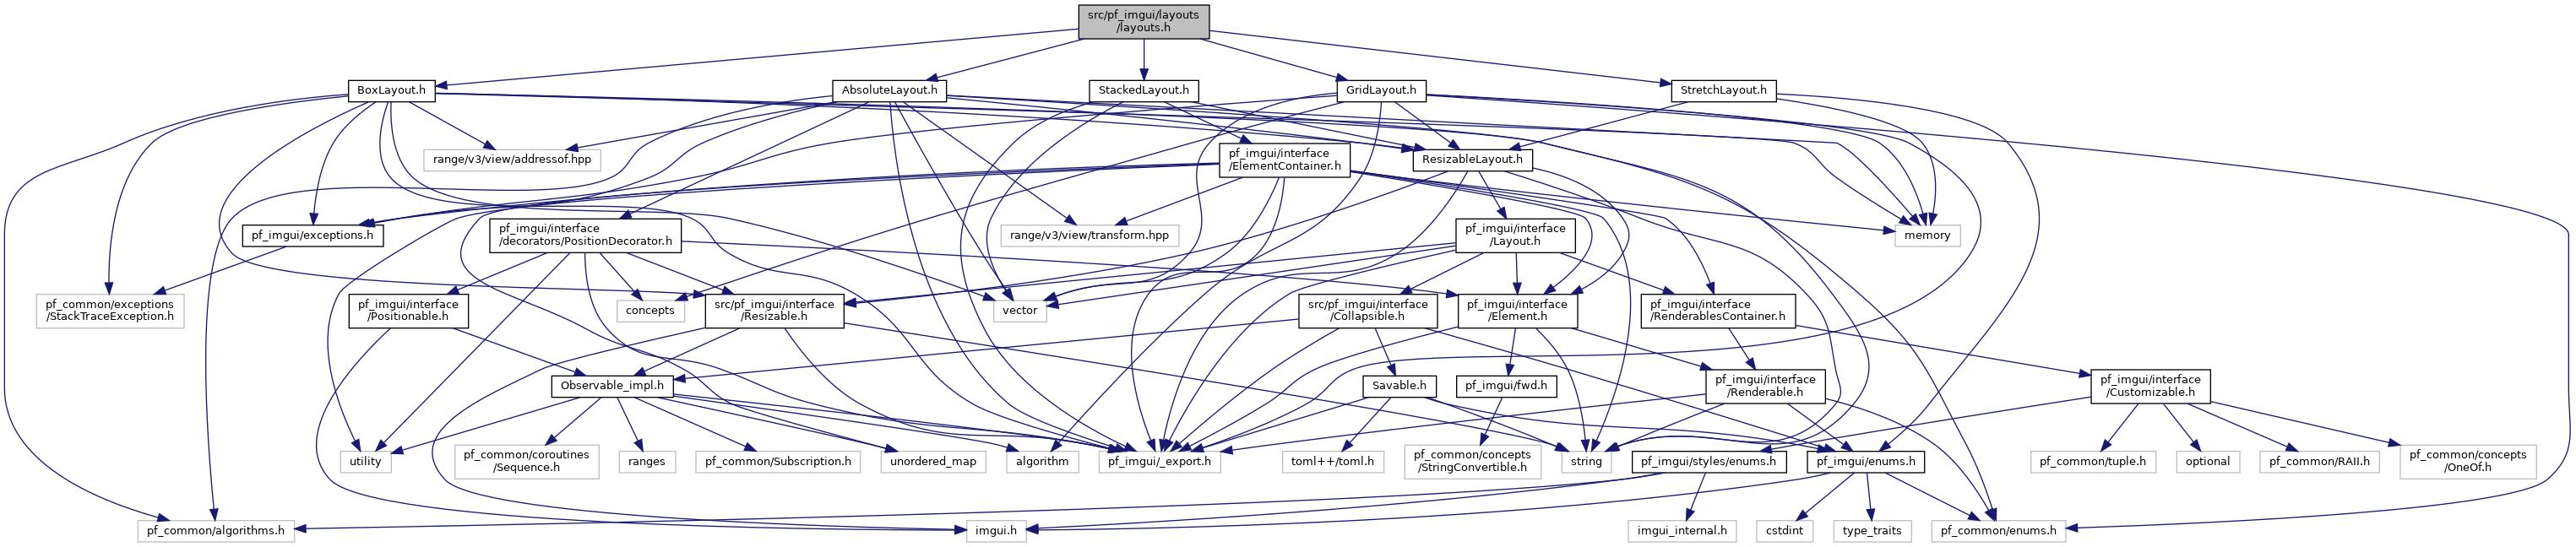 src/pf_imgui/layouts
/layouts.h
BoxLayout.h
AbsoluteLayout.h
StackedLayout.h
GridLayout.h
StretchLayout.h
range/v3/view/addressof.hpp
pf_imgui/interface
/ElementContainer.h
ResizableLayout.h
pf_imgui/exceptions.h
pf_imgui/interface
/decorators/PositionDecorator.h
range/v3/view/transform.hpp
pf_imgui/interface
/Layout.h
memory
pf_common/exceptions
/StackTraceException.h
pf_imgui/interface
/Positionable.h
concepts
src/pf_imgui/interface
/Resizable.h
vector
src/pf_imgui/interface
/Collapsible.h
pf_imgui/interface
/Element.h
pf_imgui/interface
/RenderablesContainer.h
Observable_impl.h
Savable.h
pf_imgui/fwd.h
pf_imgui/interface
/Renderable.h
pf_imgui/interface
/Customizable.h
utility
pf_common/coroutines
/Sequence.h
ranges
pf_common/Subscription.h
unordered_map
algorithm
pf_imgui/_export.h
toml++/toml.h
pf_common/concepts
/StringConvertible.h
string
pf_imgui/styles/enums.h
pf_imgui/enums.h
pf_common/tuple.h
optional
pf_common/RAII.h
pf_common/concepts
/OneOf.h
pf_common/algorithms.h
imgui.h
imgui_internal.h
cstdint
type_traits
pf_common/enums.h